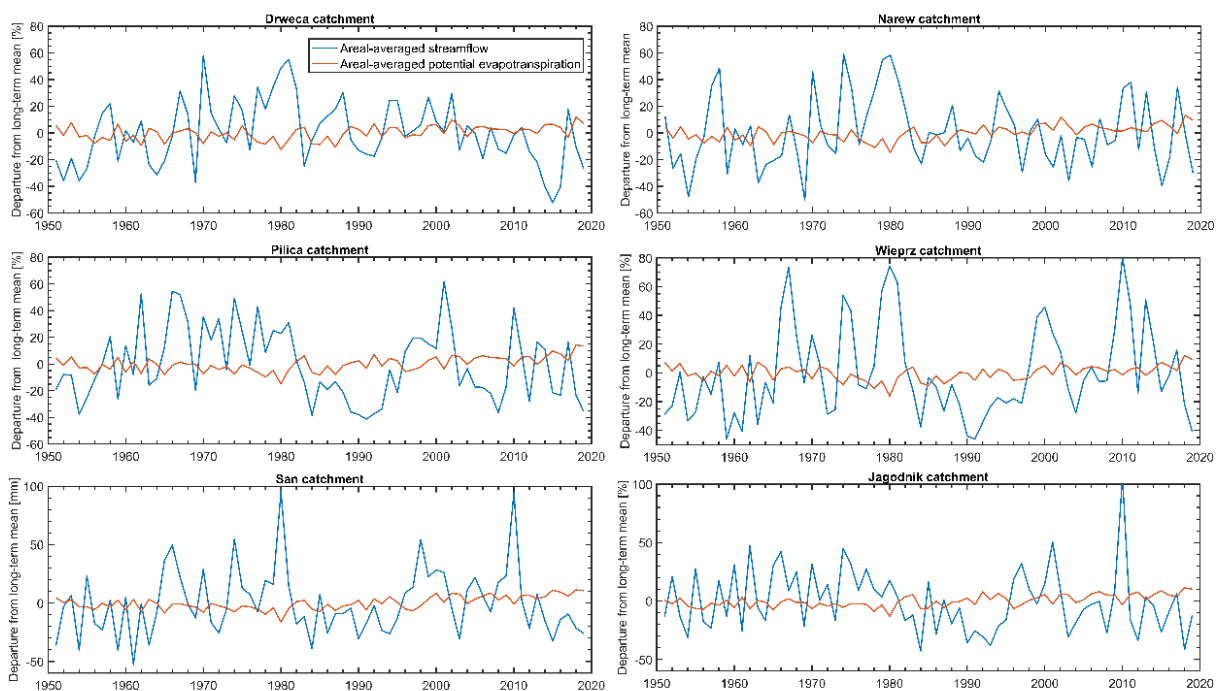 Drweca catchment
Departure from long-term mean [%]
80
60
40
20
0
-20
-40
-60
Areal-averaged streamflow
Areal-averaged potential evapotranspiration
1950 1960 1970 1980 1990 2000 2010 2020
Narew catchment
Departure from long-term mean [%]
80
60
40
20
0
-20
-40
-60
1950 1960 1970 1980 1990 2000 2010 2020
Pilica catchment
Departure from long-term mean [%]
80
60
40
20
0
-20
-40
-60
1950 1960 1970 1980 1990 2000 2010 2020
Wieprz catchment
Departure from long-term mean [%]
80
60
40
20
0
-20
-40
1950 1960 1970 1980 1990 2000 2010 2020
San catchment
Departure from long-term mean [mm]
100
50
0
-50
1950 1960 1970 1980 1990 2000 2010 2020
Jagodnik catchment
Departure from long-term mean [%]
100
50
0
-50
1950 1960 1970 1980 1990 2000 2010 2020